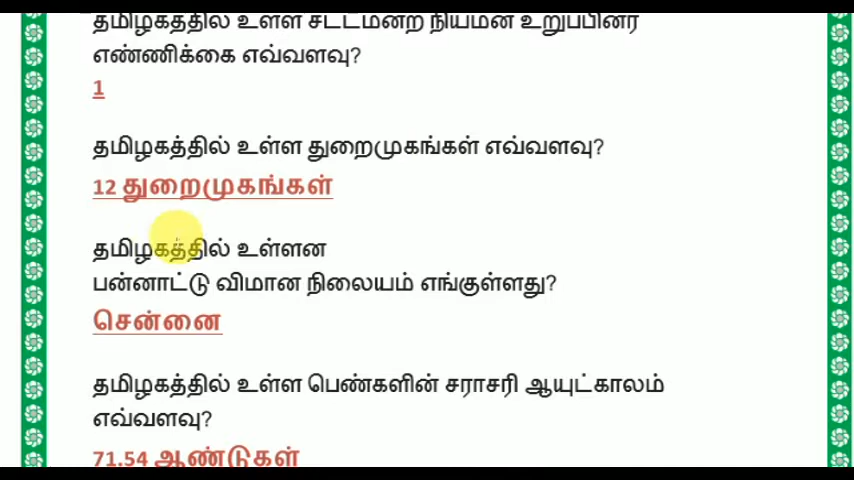 தமிழகத்தில் உள்ள சட்டமன்ற நியமன உறுப்பினர்
எண்ணிக்கை எவ்வளவு?
1
தமிழகத்தில் உள்ள துறைமுகங்கள் எவ்வளவு?
12 துறைமுகங்கள்
தமிழகத்தில் உள்ளன
பன்னாட்டு விமான நிலையம் எங்குள்ளது?
சென்னை
தமிழகத்தில் உள்ள பெண்களின் சராசரி ஆயுட்காலம்
எவ்வளவு?
71.54 ஆண்டுகள்